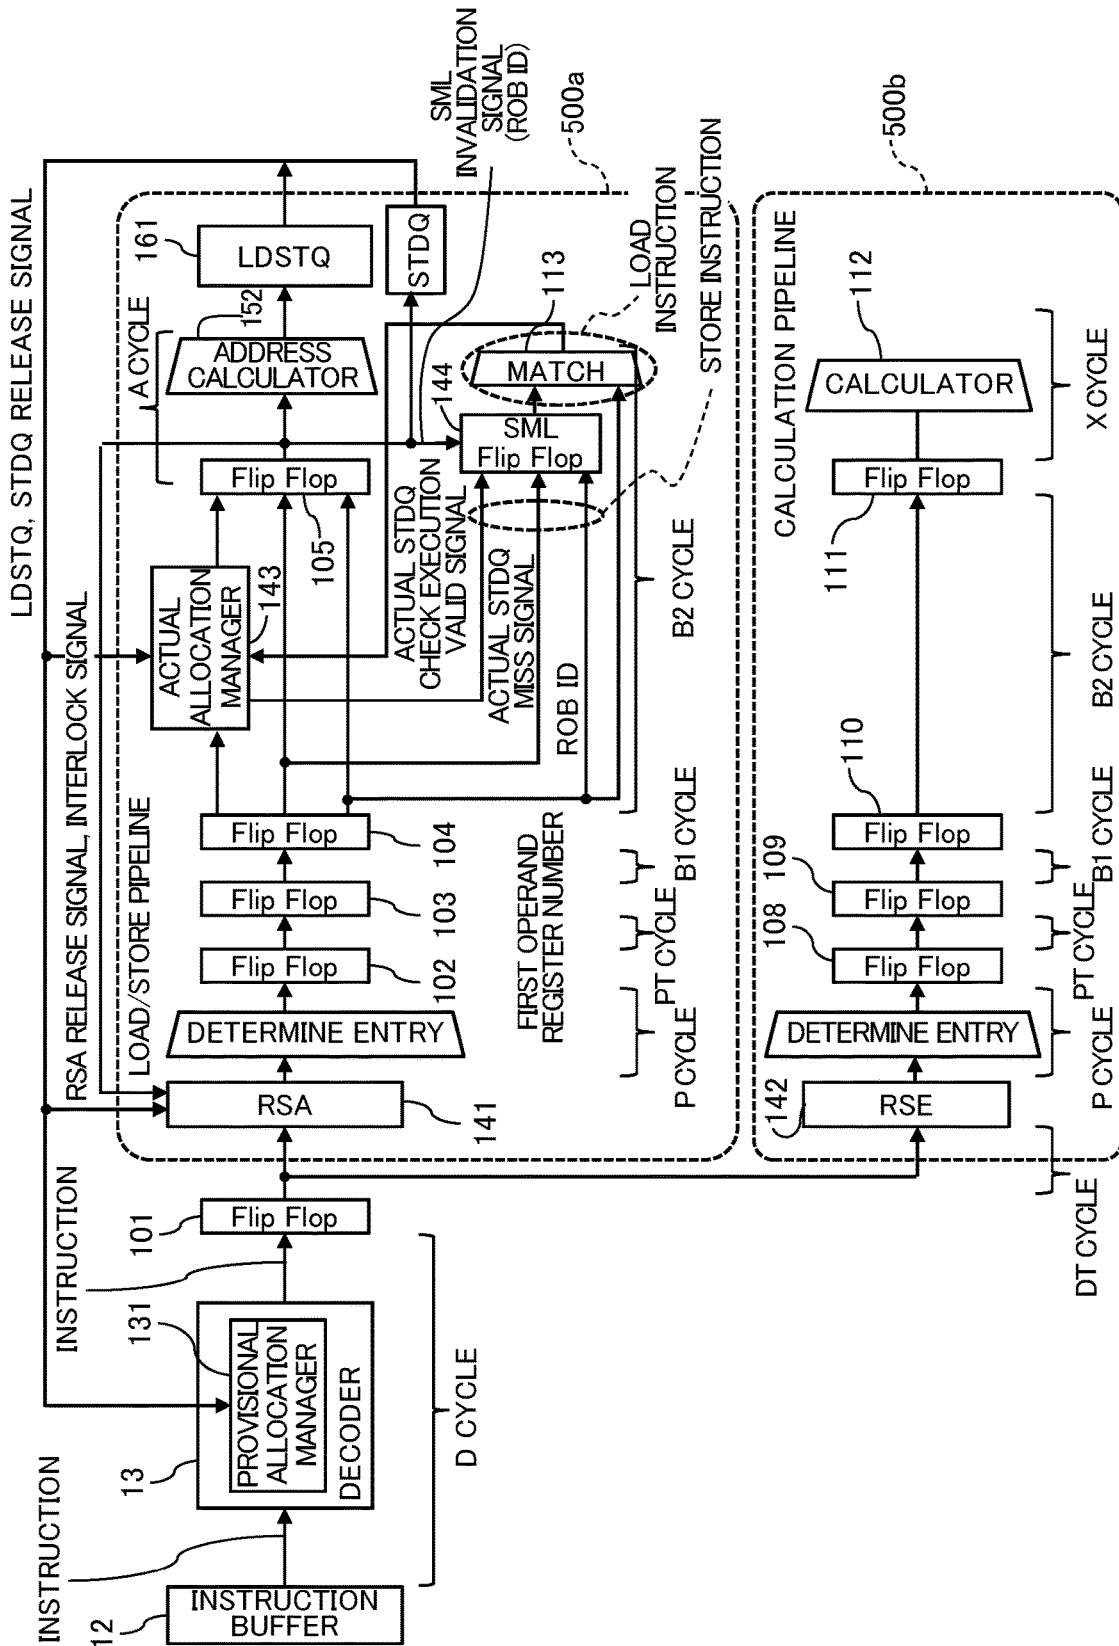 LDSTQ, STDQ RELEASE SIGNAL
RSA RELEASE SIGNAL, INTERLOCK SIGNAL
SML
INVALIDATION
SIGNAL
(ROB ID)
500a
INSTRUCTION
12
INSTRUCTION
BUFFER
13
131
PROVISIONAL
ALLOCATION
MANAGER
DECODER
D CYCLE
INSTRUCTION
101
Flip Flop
LOAD/STORE PIPELINE
RSA
141
DETERMINE ENTRY
P CYCLE
Flip Flop
102
PT CYCLE
Flip Flop
103
B1 CYCLE
Flip Flop
104
FIRST OPERAND
REGISTER NUMBER
ACTUAL
ALLOCATION
MANAGER
143
Flip Flop
105
ACTUAL STDQ
CHECK EXECUTION
VALID SIGNAL
ACTUAL STDQ
MISS SIGNAL
ROB ID
B2 CYCLE
A CYCLE
152
ADDRESS
CALCULATOR
161
LDSTQ
STDQ
144
SML
Flip Flop
MATCH
113
LOAD
INSTRUCTION
STORE INSTRUCTION
CALCULATION PIPELINE
500b
142
RSE
DT CYCLE
DETERMINE ENTRY
P CYCLE
108
Flip Flop
PT CYCLE
109
Flip Flop
B1 CYCLE
110
Flip Flop
B2 CYCLE
111
Flip Flop
112
CALCULATOR
X CYCLE